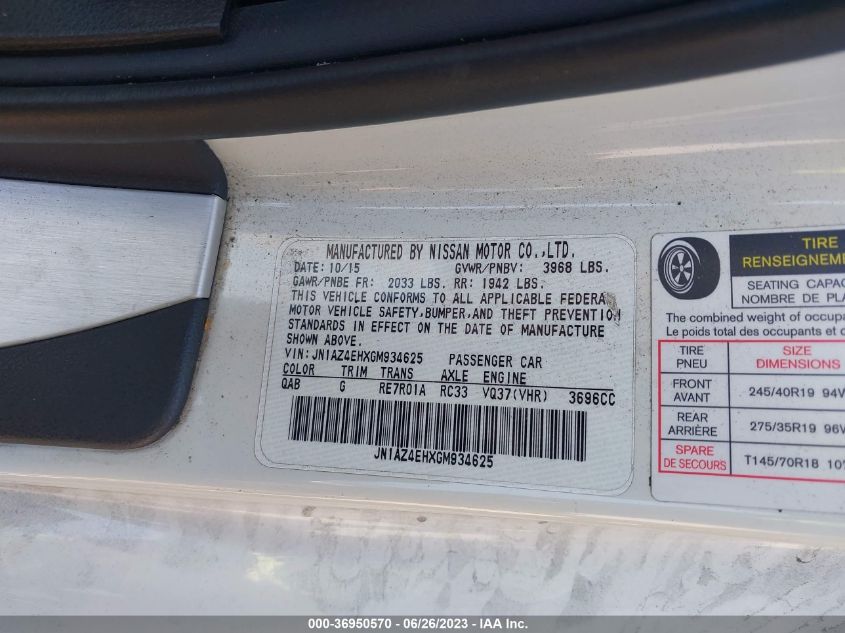 MANUFACTURED BY NISSAN MOTOR CO.,LTD.
DATE: 10/15 GVWR/PNBV: 3968 LBS.
GAWR/PNBE FR: 2033 LBS. RR: 1942 LBS.
THIS VEHICLE CONFORMS TO ALL APPLICABLE FEDERA
MOTOR VEHICLE SAFETY,BUMPER,AND THEFT PREVENTION
STANDARDS IN EFFECT ON THE DATE OF MANUFACTURE
SHOWN ABOVE.
VIN: JN1AZ4EHXGM934625 PASSENGER CAR
COLOR TRIM TRANS AXLE ENGINE
QAB G RE7R01A RC33 VQ37(VHR) 3696CC
JN1AZ4EHXGM934625
TIRE
RENSEIGNEME
SEATING CAPAC
NOMBRE DE PLA
The combined weight of occupa
Le poids total des occupants et d
TIRE SIZE
PNEU DIMENSIONS
FRONT
AVANT 245/40R19 94W
REAR
ARRIÈRE 275/35R19 96W
SPARE
DE SECOURS T145/70R18 10
000-36950570 - 06/26/2023 - IAA Inc.